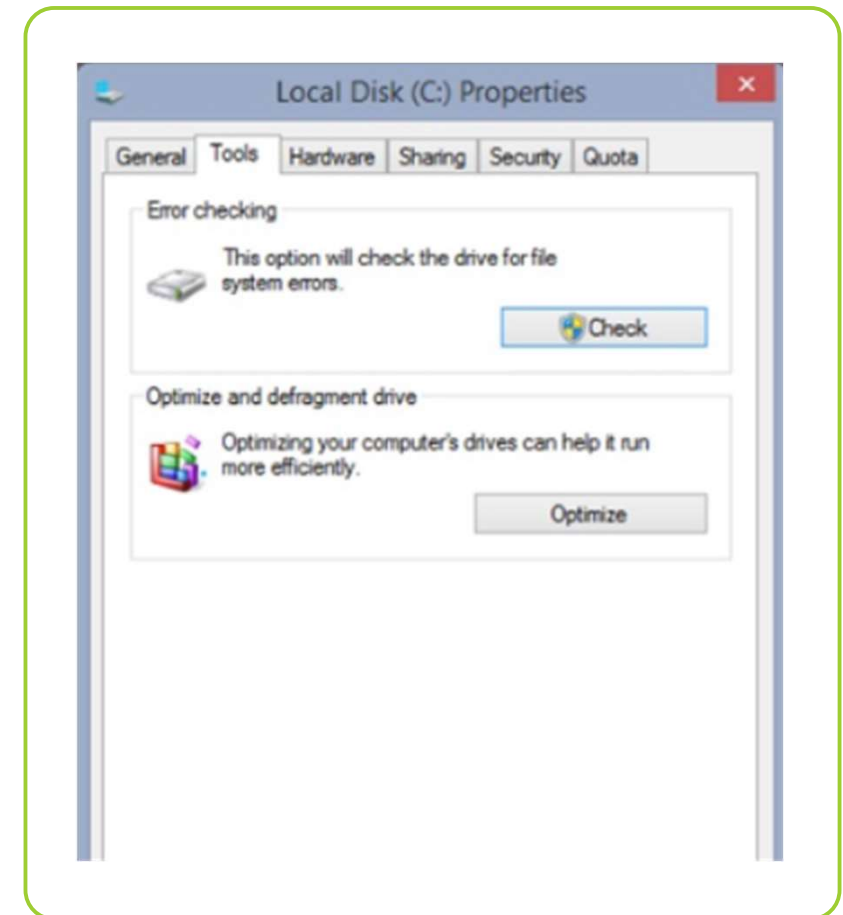 Local Disk (C:) Properties
General Tools Hardware Sharing Security Quota
Error checking
This option will check the drive for file
system errors.
Check
Optimize and defragment drive
Optimizing your computer's drives can help it run
more efficiently.
Optimize